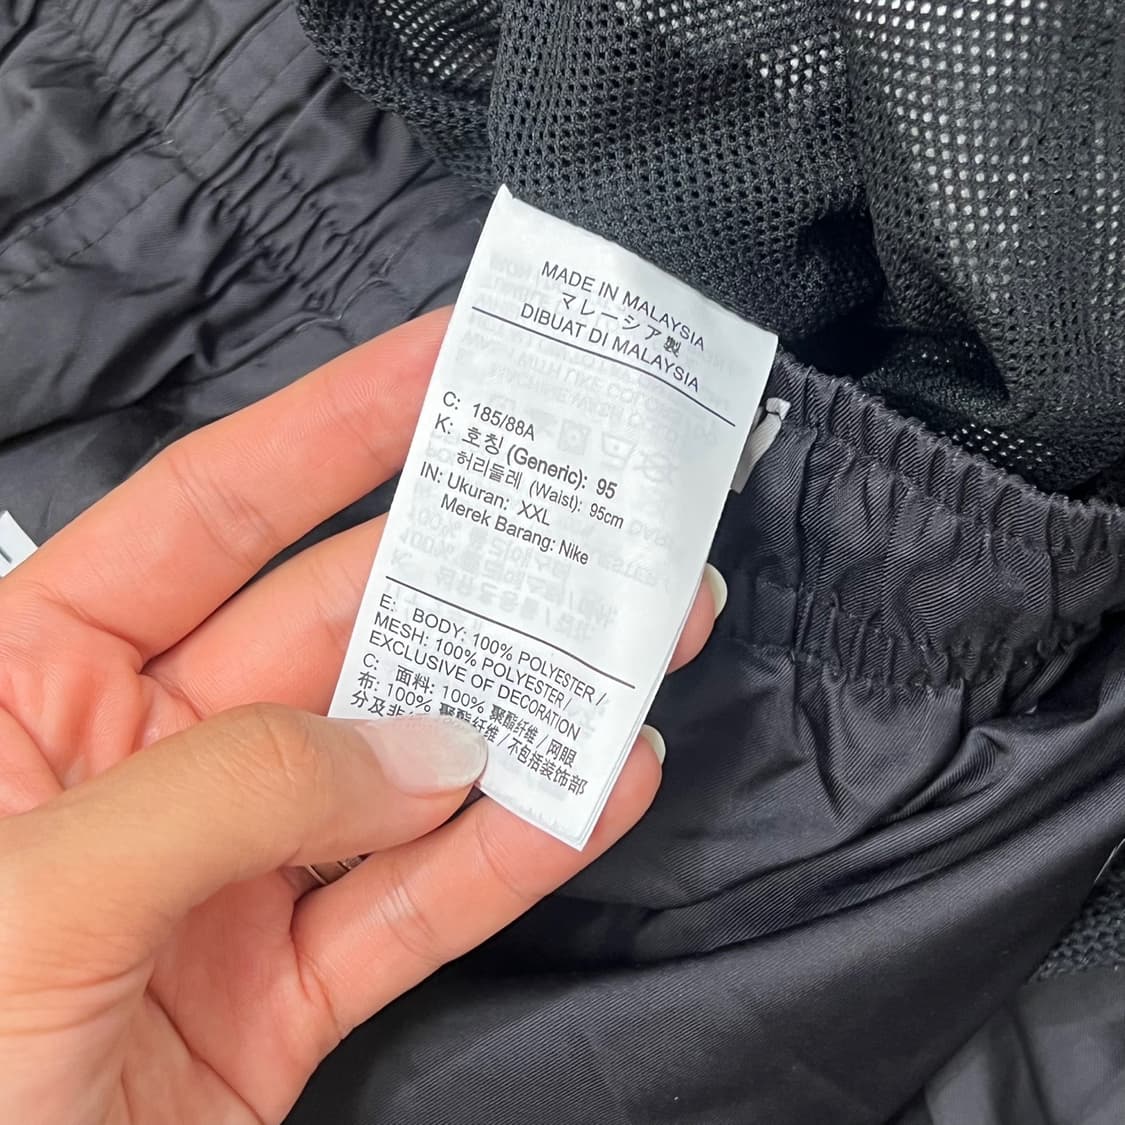 MADE IN MALAYSIA
マレーシア製
DIBUAT DI MALAYSIA
C: 185/88A
K: 호칭 (Generic): 95
허리둘레 (Waist): 95cm
IN: Ukuran: XXL
Merek Barang: Nike
E: BODY: 100% POLYESTER /
MESH: 100% POLYESTER /
EXCLUSIVE OF DECORATION
C: 面料: 100% 聚酯纤维 / 网眼
布: 100% 聚酯纤维 / 不包括装饰部
分及非